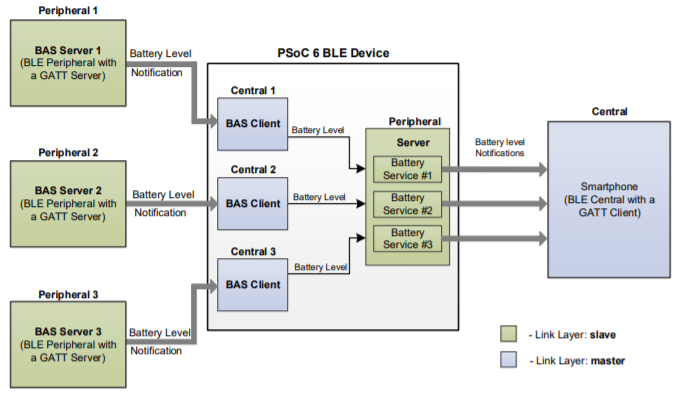 Peripheral 1
BAS Server 1
(BLE Peripheral with
a GATT Server)
Battery Level
Notification
Peripheral 2
BAS Server 2
(BLE Peripheral with
a GATT Server)
Battery Level
Notification
Peripheral 3
BAS Server 3
(BLE Peripheral with
a GATT Server)
Battery Level
Notification
PSoC 6 BLE Device
Central 1
BAS Client
Battery Level
Central 2
BAS Client
Battery Level
Central 3
BAS Client
Battery Level
Peripheral
Server
Battery
Service #1
Battery
Service #2
Battery
Service #3
Battery level
Notifications
Central
Smartphone
(BLE Central with a
GATT Client)
- Link Layer: slave
- Link Layer: master